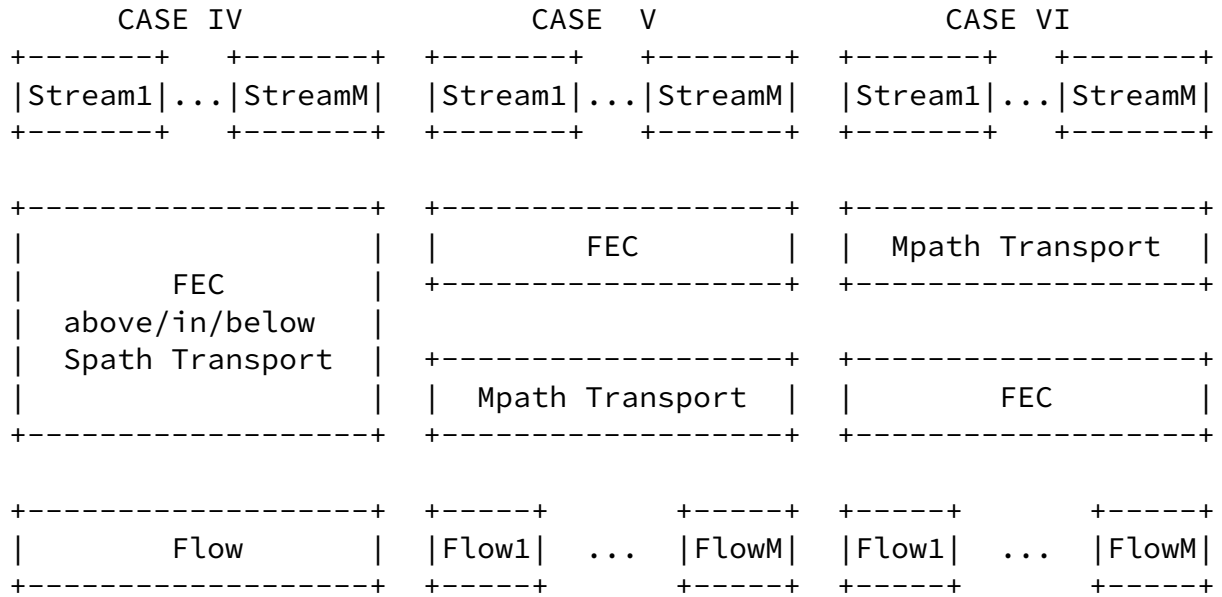 CASE IV                   CASE  V                    CASE VI
+-------+   +-------+  +-------+   +-------+  +-------+   +-------+
|Stream1|...|StreamM|  |Stream1|...|StreamM|  |Stream1|...|StreamM|
+-------+   +-------+  +-------+   +-------+  +-------+   +-------+

+-------------------+  +-------------------+  +-------------------+
|                   |  |        FEC        |  |  Mpath Transport  |
|        FEC        |  +-------------------+  +-------------------+
|  above/in/below   |
|  Spath Transport  |  +-------------------+  +-------------------+
|                   |  |  Mpath Transport  |  |        FEC        |
+-------------------+  +-------------------+  +-------------------+

+-------------------+  +-----+       +-----+  +-----+       +-----+
|        Flow       |  |Flow1|  ...  |FlowM|  |Flow1|  ...  |FlowM|
+-------------------+  +-----+       +-----+  +-----+       +-----+